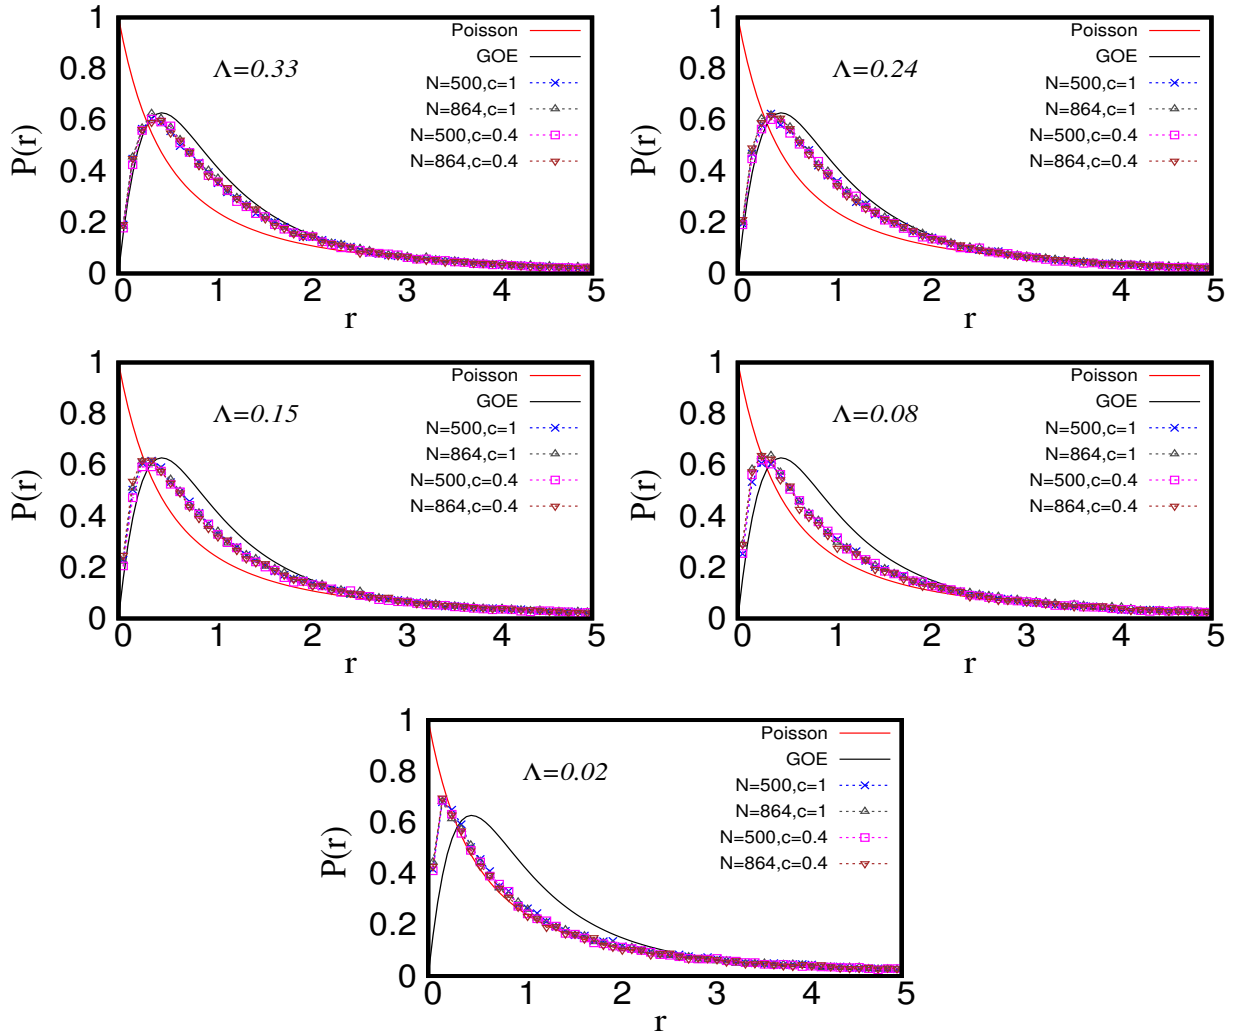 1
0.8
0.6
0.4
0.2
0
P(r)
Λ=0.33
Poisson
GOE
N=500,c=1
N=864,c=1
N=500,c=0.4
N=864,c=0.4
0 1 2 3 4 5
r
1
0.8
0.6
0.4
0.2
0
P(r)
Λ=0.24
Poisson
GOE
N=500,c=1
N=864,c=1
N=500,c=0.4
N=864,c=0.4
0 1 2 3 4 5
r
1
0.8
0.6
0.4
0.2
0
P(r)
Λ=0.15
Poisson
GOE
N=500,c=1
N=864,c=1
N=500,c=0.4
N=864,c=0.4
0 1 2 3 4 5
r
1
0.8
0.6
0.4
0.2
0
P(r)
Λ=0.08
Poisson
GOE
N=500,c=1
N=864,c=1
N=500,c=0.4
N=864,c=0.4
0 1 2 3 4 5
r
1
0.8
0.6
0.4
0.2
0
P(r)
Λ=0.02
Poisson
GOE
N=500,c=1
N=864,c=1
N=500,c=0.4
N=864,c=0.4
0 1 2 3 4 5
r